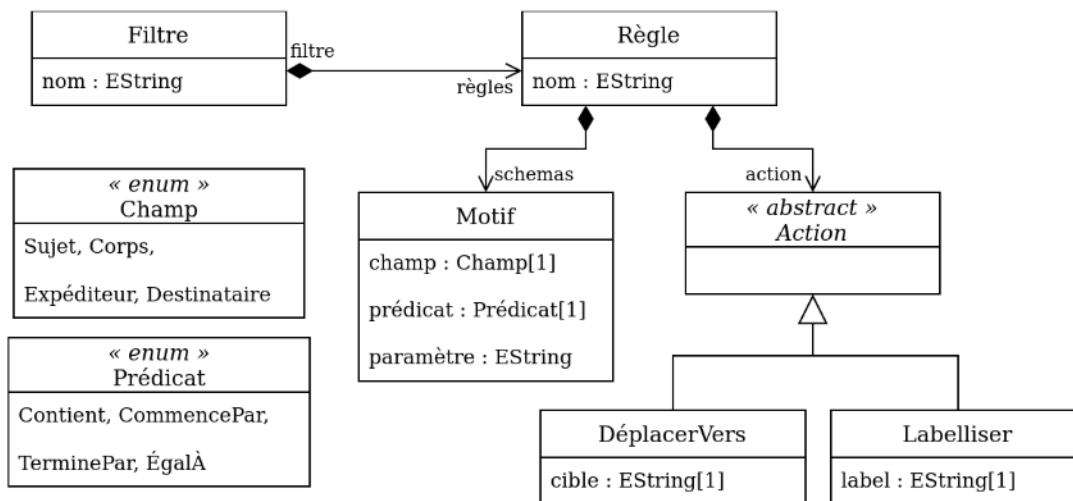 Filtre
nom : EString
filtre
règles
Règle
nom : EString
schemas
action
« enum »
Champ
Sujet, Corps,
Expéditeur, Destinataire
Motif
champ : Champ[1]
prédicat : Prédicat[1]
paramètre : EString
« abstract »
Action
« enum »
Prédicat
Contient, CommencePar,
TerminePar, ÉgalÀ
DéplacerVers
cible : EString[1]
Labelliser
label : EString[1]